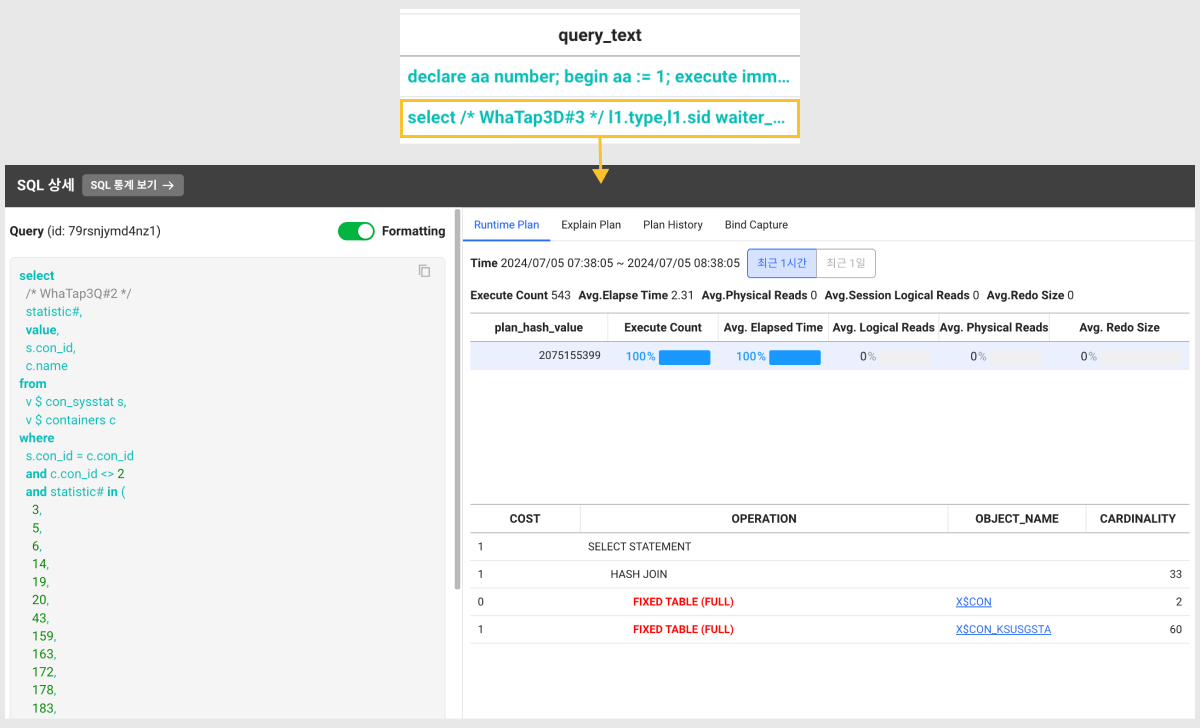 query_text
declare aa number; begin aa := 1; execute imm...
select /* WhaTap3D#3 */ l1.type,l1.sid waiter_...
SQL 상세 SQL 통계 보기 →
Query (id: 79rsnjymd4nz1) Formatting
select
/* WhaTap3Q#2 */
statistic#,
value,
s.con_id,
c.name
from
v $ con_sysstat s,
v $ containers c
where
s.con_id = c.con_id
and c.con_id <> 2
and statistic# in (
3,
5,
6,
14,
19,
20,
43,
159,
163,
172,
178,
183,
Runtime Plan Explain Plan Plan History Bind Capture
Time 2024/07/05 07:38:05 ~ 2024/07/05 08:38:05 최근 1시간 최근 1일
Execute Count 543 Avg.Elapse Time 2.31 Avg.Physical Reads 0 Avg.Session Logical Reads 0 Avg.Redo Size 0
plan_hash_value Execute Count Avg. Elapsed Time Avg. Logical Reads Avg. Physical Reads Avg. Redo Size
2075155399 100% 100% 0% 0% 0%
COST OPERATION OBJECT_NAME CARDINALITY
1 SELECT STATEMENT
1 HASH JOIN 33
0 FIXED TABLE (FULL) X$CON 2
1 FIXED TABLE (FULL) X$CON_KSUSGSTA 60